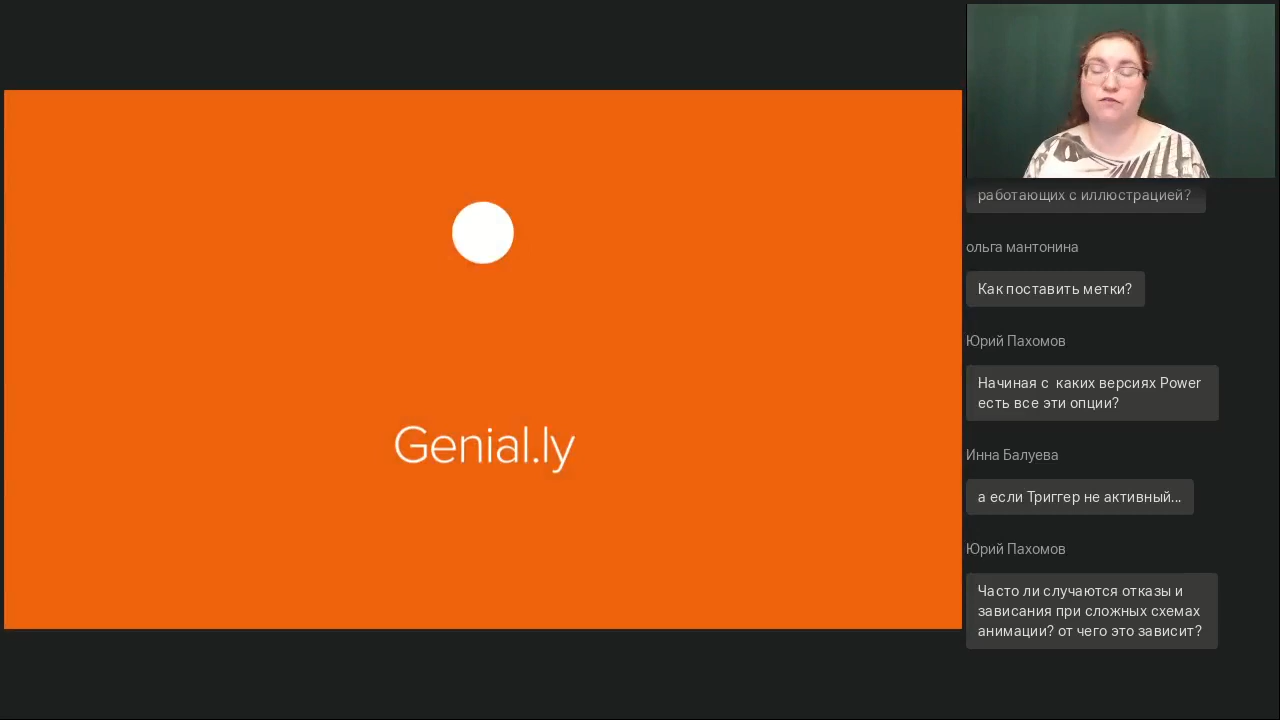 Genial.ly
работающих с иллюстрацией?
ольга мантонина
Как поставить метки?
Юрий Пахомов
Начиная с каких версиях Power
есть все эти опции?
Инна Балуева
а если Триггер не активный...
Юрий Пахомов
Часто ли случаются отказы и
зависания при сложных схемах
анимации? от чего это зависит?